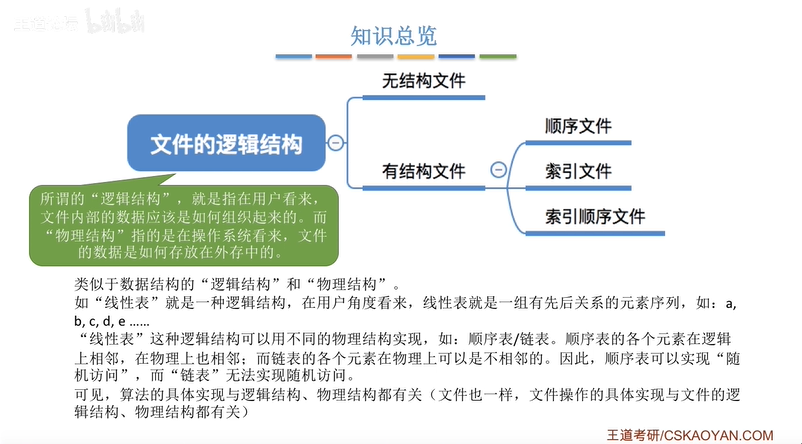 知识总览
无结构文件
文件的逻辑结构
顺序文件
有结构文件
索引文件
索引顺序文件
所谓的“逻辑结构”，就是指在用户看来，
文件内部的数据应该是如何组织起来的。而
“物理结构”指的是在操作系统看来，文件
的数据是如何存放在外存中的。
类似于数据结构的“逻辑结构”和“物理结构”。
如“线性表”就是一种逻辑结构，在用户角度看来，线性表就是一组有先后关系的元素序列，如：a,
b, c, d, e ......
“线性表”这种逻辑结构可以用不同的物理结构实现，如：顺序表/链表。顺序表的各个元素在逻辑
上相邻，在物理上也相邻；而链表的各个元素在物理上可以是不相邻的。因此，顺序表可以实现“随
机访问”，而“链表”无法实现随机访问。
可见，算法的具体实现与逻辑结构、物理结构都有关（文件也一样，文件操作的具体实现与文件的逻
辑结构、物理结构都有关）
王道考研/CSKAOYAN.COM